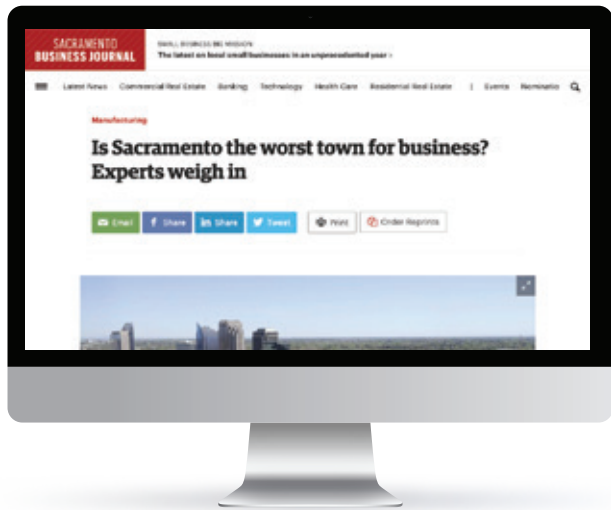 SACRAMENTO
BUSINESS JOURNAL
SMALL BUSINESS BIG MISSION
The latest on local small businesses in an unprecedented year >
Latest News Commercial Real Estate Banking Technology Health Care Residential Real Estate | Events Nominatio
Manufacturing
Is Sacramento the worst town for business?
Experts weigh in
Email Share Share Tweet Print Order Reprints